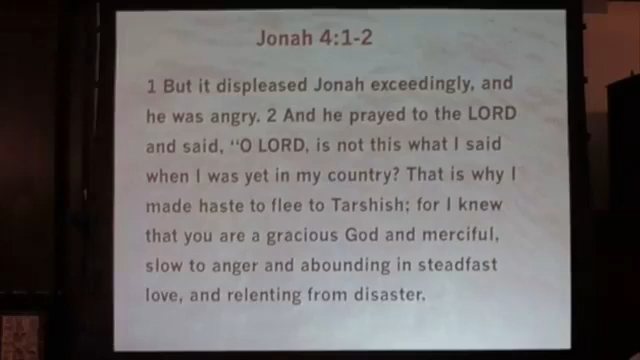 Jonah 4:1-2
1 But it displeased Jonah exceedingly, and
he was angry. 2 And he prayed to the LORD
and said, “O LORD, is not this what I said
when I was yet in my country? That is why I
made haste to flee to Tarshish; for I knew
that you are a gracious God and merciful,
slow to anger and abounding in steadfast
love, and relenting from disaster.